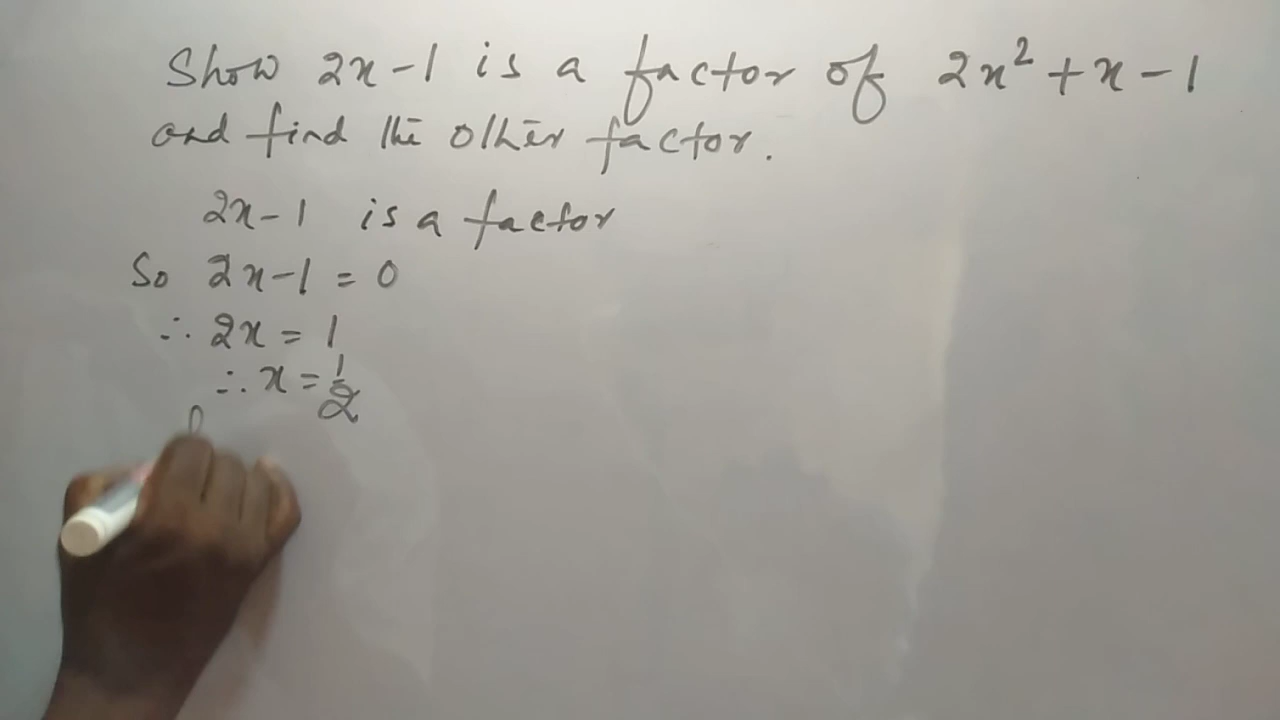 Show 2x-1 is a factor of 2x² + x - 1
and find the other factor.
2x-1 is a factor
So 2x-1 = 0
∴ 2x = 1
∴ x = 1/2